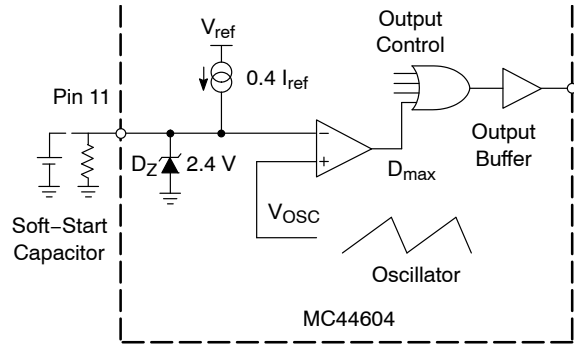 Output
Control
Vref
0.4 Iref
Pin 11
DZ 2.4 V
−
+
Output
Buffer
Dmax
VOSC
Soft−Start
Capacitor
Oscillator
MC44604